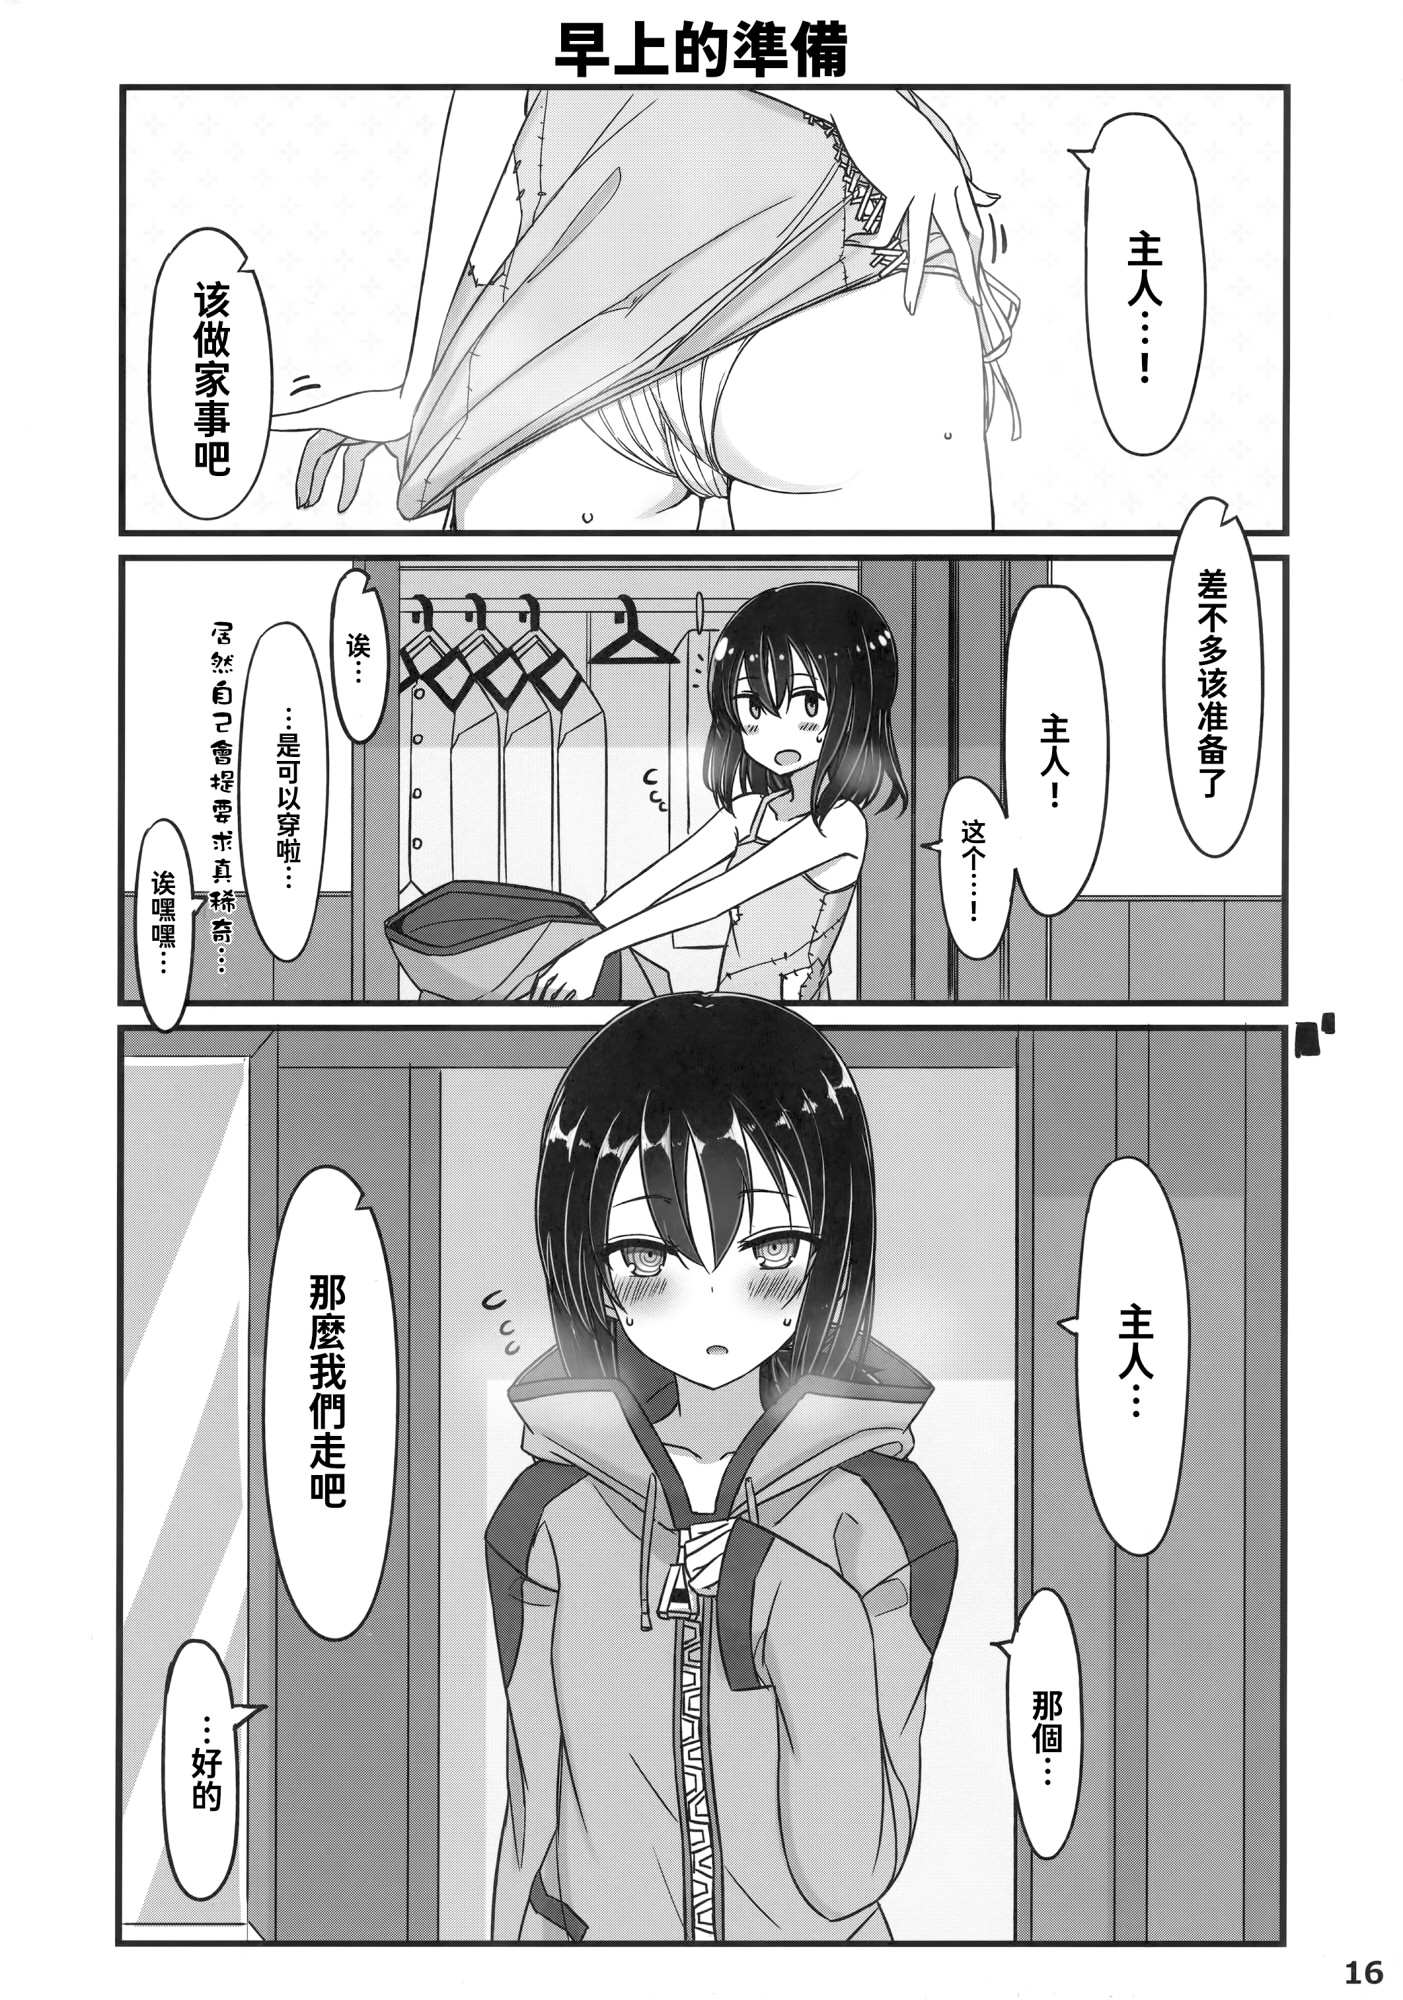 早上的準備
主人…！
该做家事吧
差不多该准备了
主人！
这个…！
诶…
…是可以穿啦…
居然自己會提要求真稀奇…
诶嘿嘿…
主人…
那個…
那麼我們走吧
…好的
16